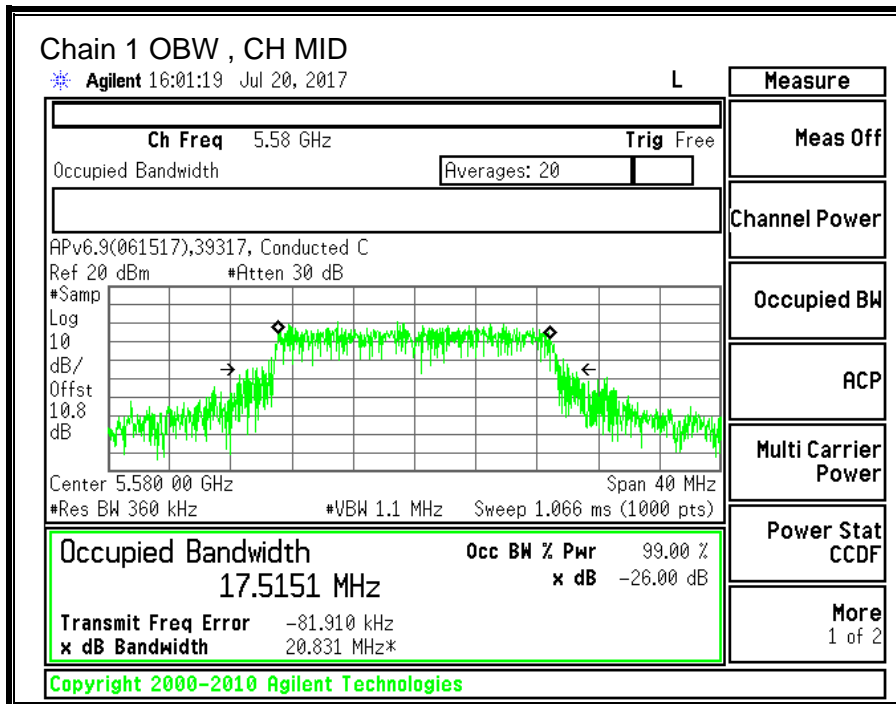 Chain 1 OBW , CH MID
Agilent 16:01:19 Jul 20, 2017 L
Measure
Ch Freq 5.58 GHz Trig Free
Occupied Bandwidth Averages: 20
APv6.9(061517),39317, Conducted C
Ref 20 dBm #Atten 30 dB
#Samp
Log
10
dB/
Offst
10.8
dB
Center 5.580 00 GHz Span 40 MHz
#Res BW 360 kHz #VBW 1.1 MHz Sweep 1.066 ms (1000 pts)
Occupied Bandwidth Occ BW % Pwr 99.00 %
17.5151 MHz x dB -26.00 dB
Transmit Freq Error -81.910 kHz
x dB Bandwidth 20.831 MHz*
Copyright 2000-2010 Agilent Technologies
Meas Off
Channel Power
Occupied BW
ACP
Multi Carrier
Power
Power Stat
CCDF
More
1 of 2